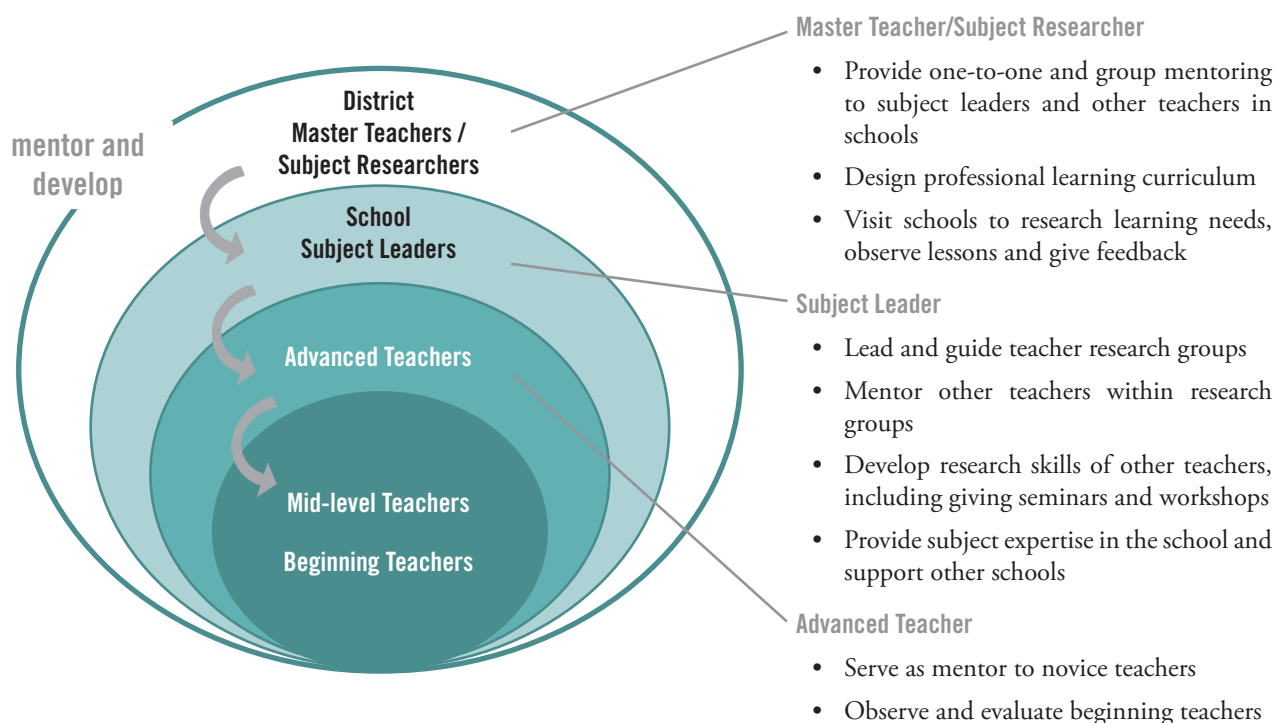 mentor and
develop
District
Master Teachers /
Subject Researchers
School
Subject Leaders
Advanced Teachers
Mid-level Teachers
Beginning Teachers
Master Teacher/Subject Researcher
• Provide one-to-one and group mentoring
to subject leaders and other teachers in
schools
• Design professional learning curriculum
• Visit schools to research learning needs,
observe lessons and give feedback
Subject Leader
• Lead and guide teacher research groups
• Mentor other teachers within research
groups
• Develop research skills of other teachers,
including giving seminars and workshops
• Provide subject expertise in the school and
support other schools
Advanced Teacher
• Serve as mentor to novice teachers
• Observe and evaluate beginning teachers